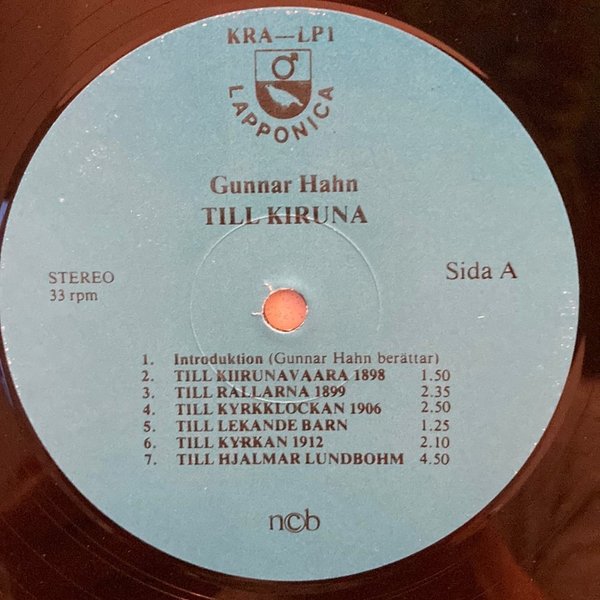 KRA—LP1
LAPPONICA
Gunnar Hahn
TILL KIRUNA
STEREO
33 rpm
Sida A
1. Introduktion (Gunnar Hahn berättar)
2. TILL KIIRUNAVAARA 1898 1.50
3. TILL RALLARNA 1899 2.35
4. TILL KYRKKLOCKAN 1906 2.50
5. TILL LEKANDE BARN 1.25
6. TILL KYRKAN 1912 2.10
7. TILL HJALMAR LUNDBOHM 4.50
n©b